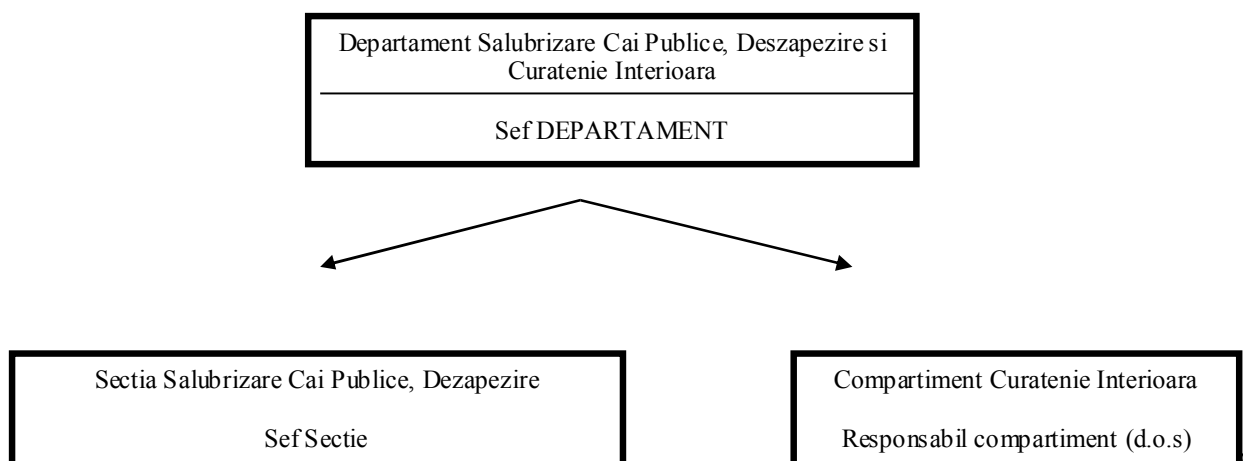 Departament Salubrizare Cai Publice, Deszapezire si
Curatenie Interioara
Sef DEPARTAMENT
Sectia Salubrizare Cai Publice, Dezapezire
Sef Sectie
Compartiment Curatenie Interioara
Responsabil compartiment (d.o.s)